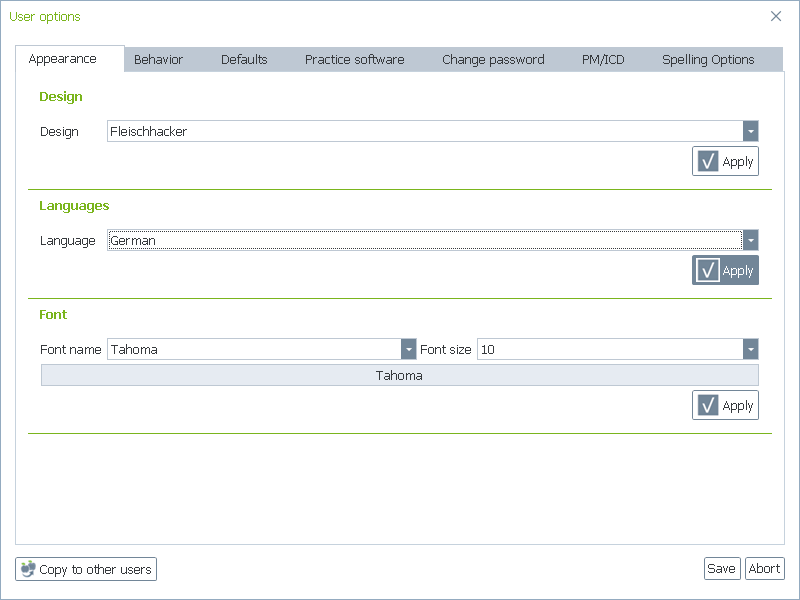 User options
Appearance Behavior Defaults Practice software Change password PM/ICD Spelling Options
Design
Design Fleischhacker
Apply
Languages
Language German
Apply
Font
Font name Tahoma Font size 10
Tahoma
Apply
Copy to other users Save Abort